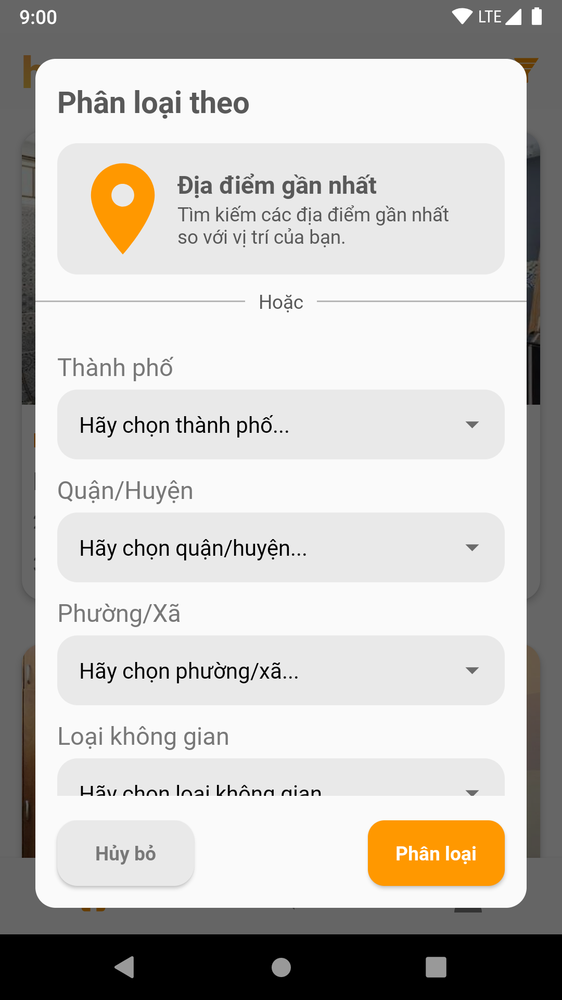 9:00
LTE
Phân loại theo
Địa điểm gần nhất
Tìm kiếm các địa điểm gần nhất
so với vị trí của bạn.
Hoặc
Thành phố
Hãy chọn thành phố...
Quận/Huyện
Hãy chọn quận/huyện...
Phường/Xã
Hãy chọn phường/xã...
Loại không gian
Hãy chọn loại không gian
Hủy bỏ
Phân loại